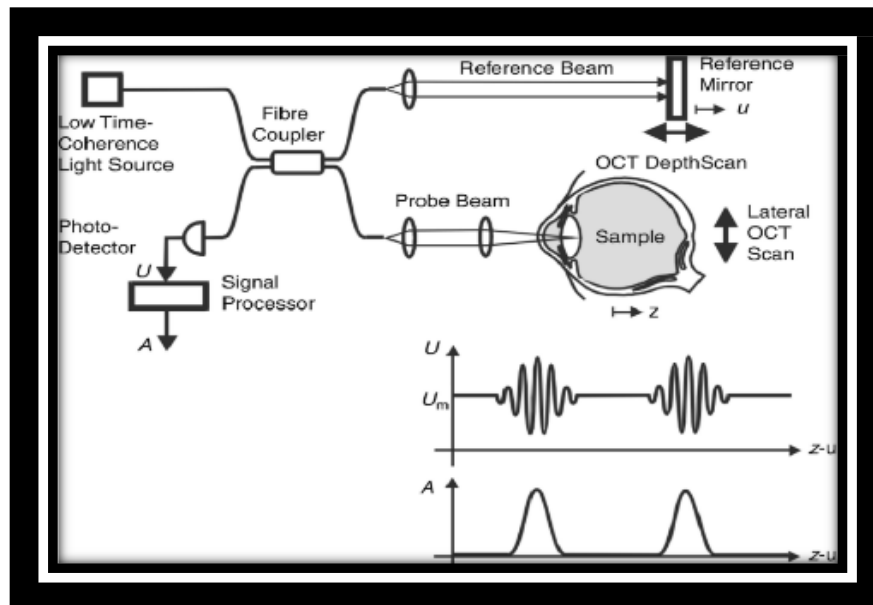 Reference Beam
Reference
Mirror
u
Low Time-
Coherence
Light Source
Fibre
Coupler
OCT DepthScan
Probe Beam
Photo-
Detector
Sample
Lateral
OCT
Scan
U
Signal
Processor
z
A
U
Um
z-u
A
z-u